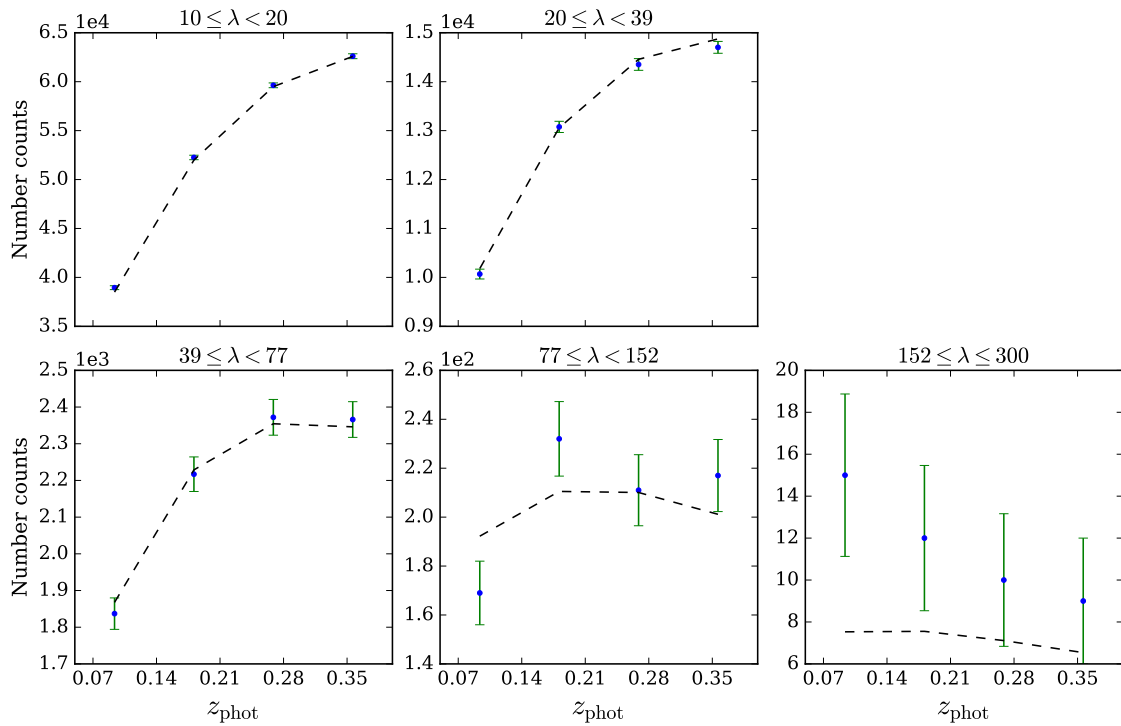 1e4
10 ≤ λ < 20
6.5
6.0
5.5
5.0
4.5
4.0
3.5
Number counts
1e4
20 ≤ λ < 39
1.5
1.4
1.3
1.2
1.1
1.0
0.9
1e3
39 ≤ λ < 77
2.5
2.4
2.3
2.2
2.1
2.0
1.9
1.8
1.7
Number counts
0.07 0.14 0.21 0.28 0.35
z_phot
1e2
77 ≤ λ < 152
2.6
2.4
2.2
2.0
1.8
1.6
1.4
0.07 0.14 0.21 0.28 0.35
z_phot
152 ≤ λ ≤ 300
20
18
16
14
12
10
8
6
0.07 0.14 0.21 0.28 0.35
z_phot